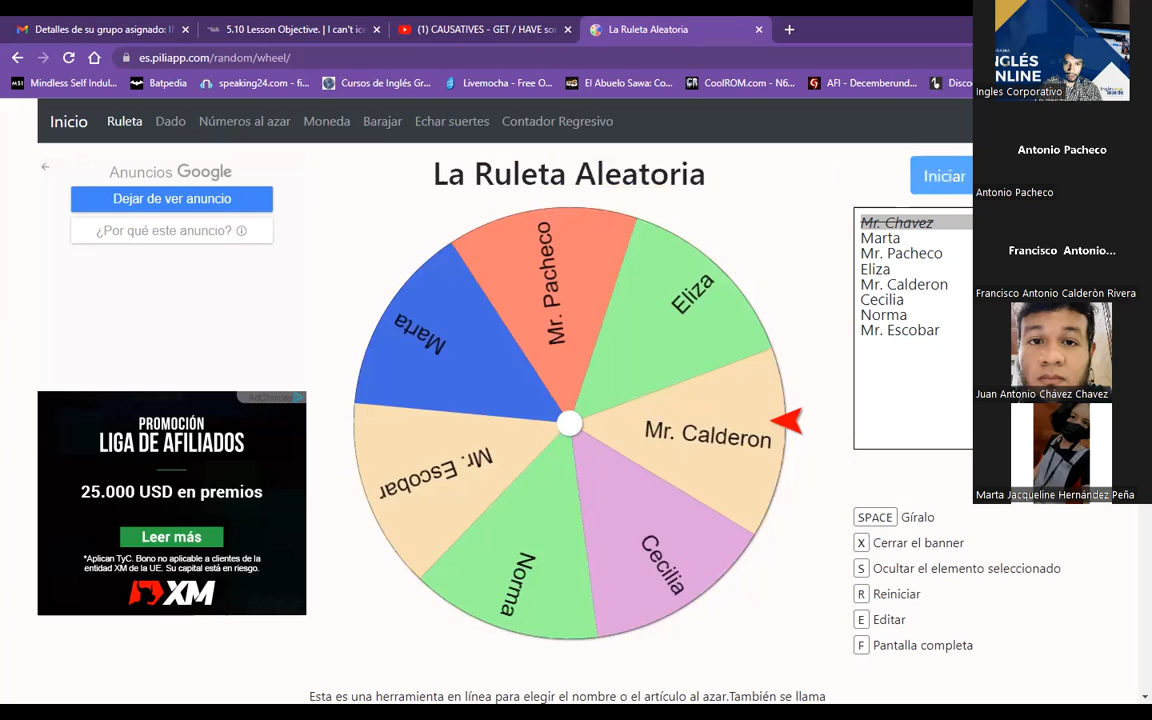 Detalles de su grupo asignado: I
5.10 Lesson Objective. | I can't ic
(1) CAUSATIVES - GET / HAVE sor
La Ruleta Aleatoria
es.piliapp.com/random/wheel/
Mindless Self Indul...
Batpedia
speaking24.com - fi...
Cursos de Inglés Gr...
Livemocha - Free O...
El Abuelo Sawa: Co...
CoolROM.com - N6...
AFI - Decemberund...
Disco
Inicio
Ruleta
Dado
Números al azar
Moneda
Barajar
Echar suertes
Contador Regresivo
Anuncios Google
Dejar de ver anuncio
¿Por qué este anuncio?
La Ruleta Aleatoria
Iniciar
Mr. Pacheco
Eliza
Mr. Calderon
Cecilia
Norma
Mr. Escobar
Marta
Mr. Chavez
Marta
Mr. Pacheco
Eliza
Mr. Calderon
Cecilia
Norma
Mr. Escobar
AdChoices
PROMOCIÓN
LIGA DE AFILIADOS
25.000 USD en premios
Leer más
*Aplican TyC. Bono no applicable a clientes de la
entidad XM de la UE. Su capital está en riesgo.
XM
SPACE Gíralo
X Cerrar el banner
S Ocultar el elemento seleccionado
R Reiniciar
E Editar
F Pantalla completa
Esta es una herramienta en línea para elegir el nombre o el artículo al azar.También se llama
INGLÉS
ONLINE
Ingles Corporativo
Antonio Pacheco
Antonio Pacheco
Francisco Antonio...
Francisco Antonio Calderòn Rivera
Juan Antonio Chávez Chavez
Marta Jacqueline Hernández Peña